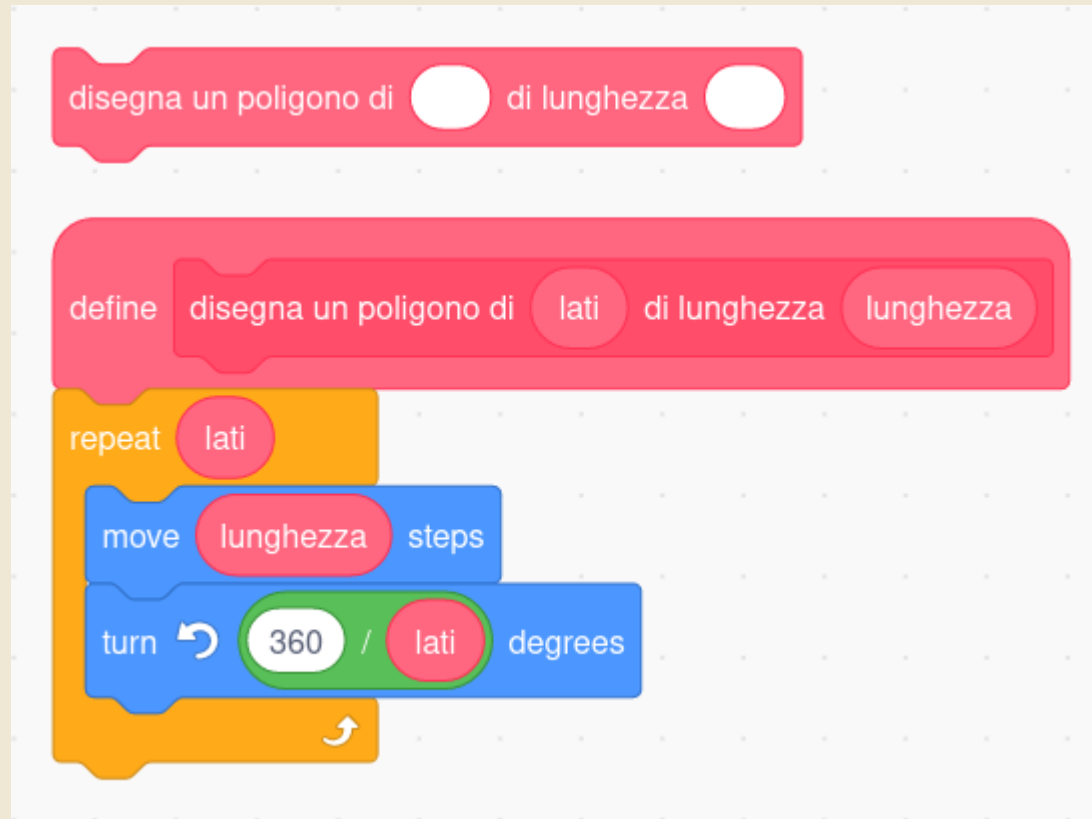 disegna un poligono di di lunghezza
define disegna un poligono di lati di lunghezza lunghezza
repeat lati
move lunghezza steps
turn 360 / lati degrees